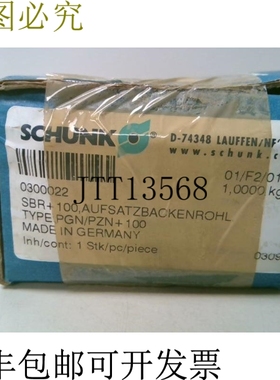 图必究
SCHUNK
D-74348 LAUFFEN/NE
www.schunk.
0300022
01/F2/01
JTT13568
1,0000 kg
SBR+100,AUFSATZBACKENROHL
TYPE PGN/PZN+100
MADE IN GERMANY
Inh/cont: 1 Stk/pc/piece
D309
包邮可开发票